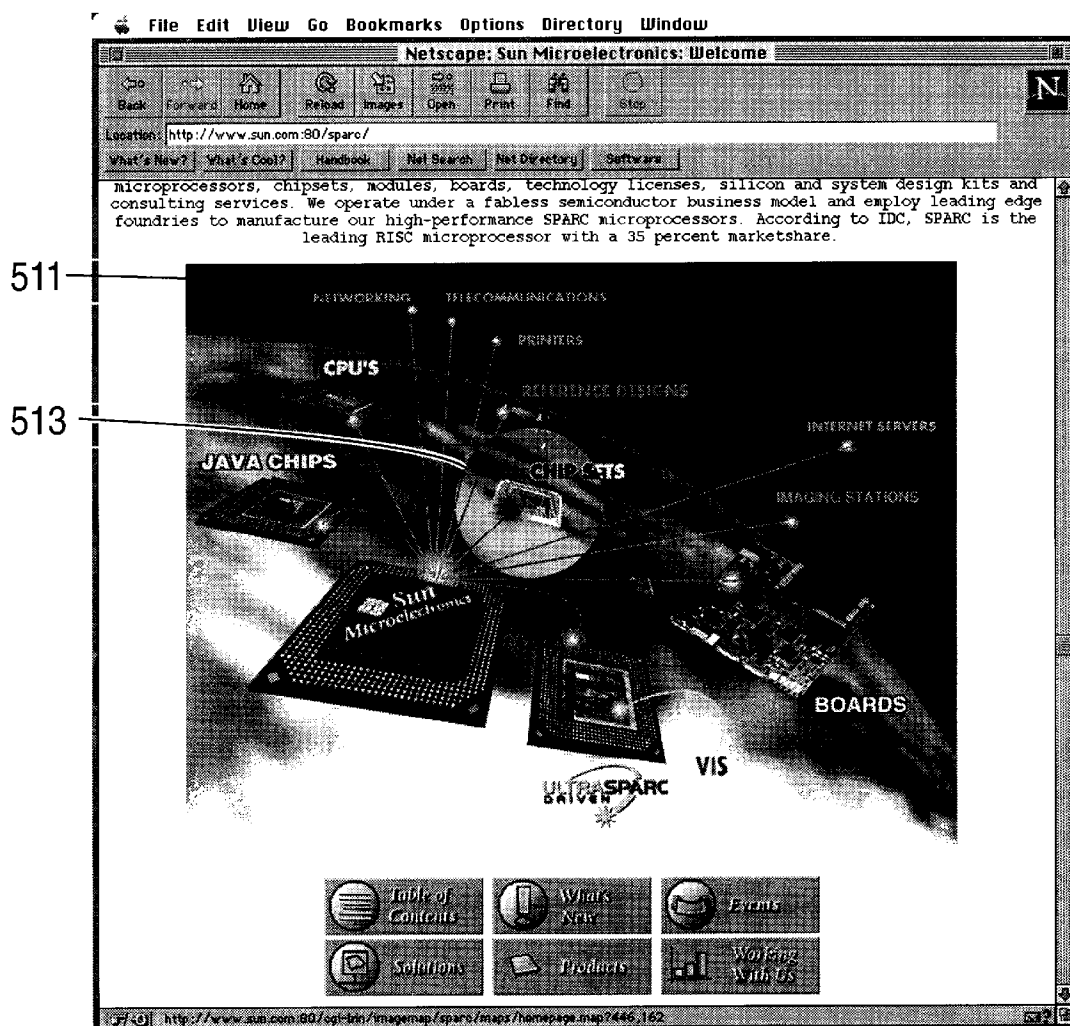 File Edit View Go Bookmarks Options Directory Window
Netscape: Sun Microelectronics: Welcome
Back Forward Home Reload Images Open Print Find Stop
Location: http://www.sun.com:80/sparc/
What's New? What's Cool? Handbook Net Search Net Directory Software
microprocessors, chipsets, modules, boards, technology licenses, silicon and system design kits and
consulting services. We operate under a fabless semiconductor business model and employ leading edge
foundries to manufacture our high-performance SPARC microprocessors. According to IDC, SPARC is the
leading RISC microprocessor with a 35 percent marketshare.
511
NETWORKING TELECOMMUNICATIONS
PRINTERS
CPU'S
REFERENCE DESIGNS
513
INTERNET SERVERS
JAVA CHIPS
CHIP SETS
IMAGING STATIONS
Sun
Microelectronics
BOARDS
VIS
ULTRASPARC
DRIVEN
Table of
Contents
What's
New
Events
Solutions
Products
Working
With Us
http://www.sun.com:80/cgi-bin/imagemap/sparc/maps/homepage.map?446,162
N